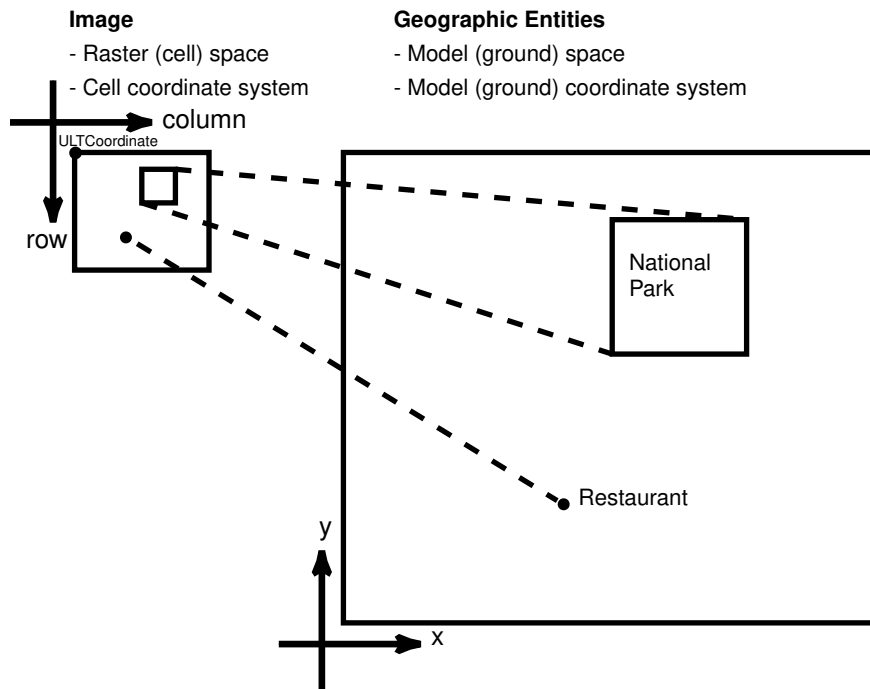 Image
- Raster (cell) space
- Cell coordinate system
Geographic Entities
- Model (ground) space
- Model (ground) coordinate system
column
ULTCoordinate
row
National
Park
Restaurant
y
x